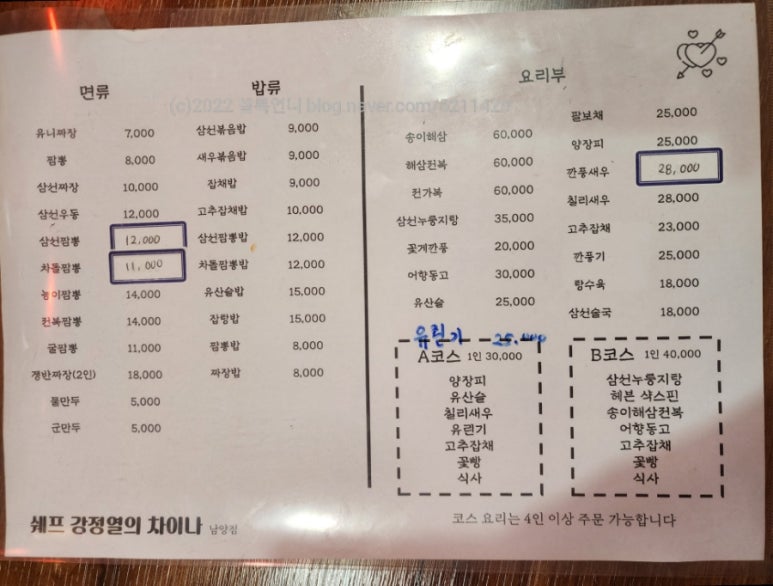 면류
유니짜장 7,000
짬뽕 8,000
삼선짜장 10,000
삼선우동 12,000
삼선짬뽕 12,000
차돌짬뽕 11,000
능이짬뽕 14,000
전복짬뽕 14,000
굴짬뽕 11,000
쟁반짜장(2인) 18,000
물만두 5,000
군만두 5,000
밥류
삼선볶음밥 9,000
새우볶음밥 9,000
잡채밥 9,000
고추잡채밥 10,000
삼선짬뽕밥 12,000
차돌짬뽕밥 12,000
유산슬밥 15,000
잡탕밥 15,000
짬뽕밥 8,000
짜장밥 8,000
요리부
송이해삼 60,000
해삼전복 60,000
전가복 60,000
삼선누룽지탕 35,000
꽃게깐풍 20,000
어향동고 30,000
유산슬 25,000
유린기 25.000
팔보채 25,000
양장피 25,000
깐풍새우 28,000
칠리새우 28,000
고추잡채 23,000
깐풍기 25,000
탕수육 18,000
삼선술국 18,000
A코스 1인 30,000
양장피
유산슬
칠리새우
유련기
고추잡채
꽃빵
식사
B코스 1인 40,000
삼선누룽지탕
헤븐 샥스핀
송이해삼전복
어향동고
고추잡채
꽃빵
식사
쉐프 강정열의 차이나 남양점
코스 요리는 4인 이상 주문 가능합니다
(c)2022 blog.naver.com/